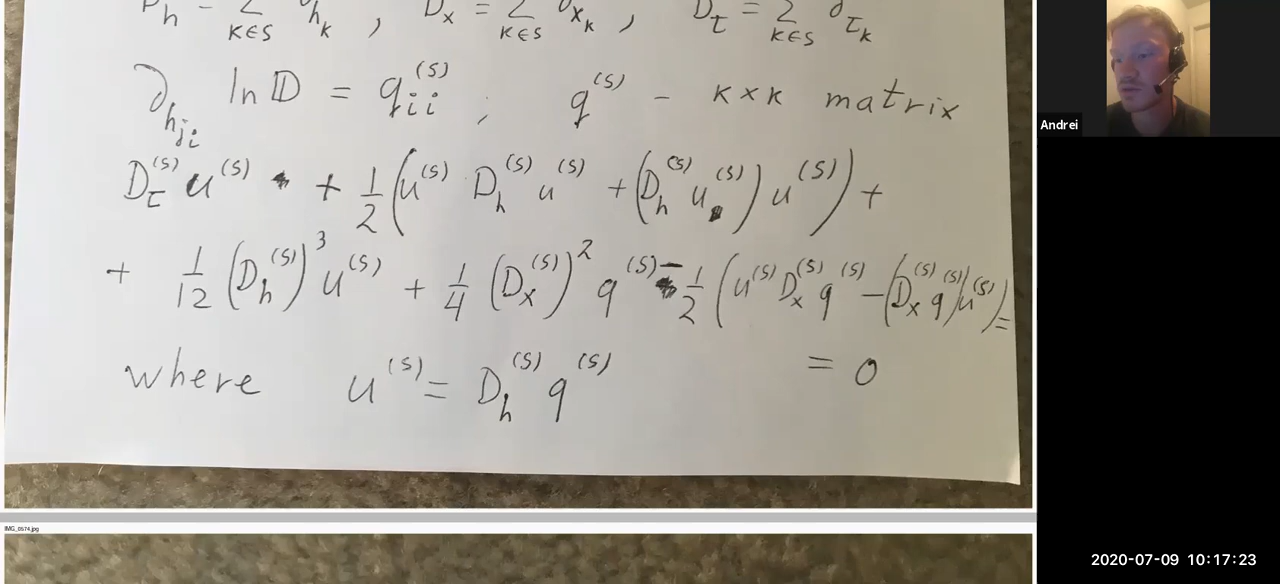 D_h = ∑_{K∈S} ∂_{h_k} , D_x = ∑_{K∈S} ∂_{x_k} , D_τ = ∑_{K∈S} ∂_{τ_k}
∂_{h_{ji}} ln 𝔻 = q_{ii}^{(s)} ; q^{(s)} – K×K matrix
D_τ^{(s)} u^{(s)} + 1/2 (u^{(s)} D_h^{(s)} u^{(s)} + (D_h^{(s)} u^{(s)}) u^{(s)}) +
+ 1/12 (D_h^{(s)})^3 u^{(s)} + 1/4 (D_x^{(s)})^2 q^{(s)} – 1/2 (u^{(s)} D_x^{(s)} q^{(s)} – (D_x^{(s)} q^{(s)}) u^{(s)}) =
where u^{(s)} = D_h^{(s)} q^{(s)} = 0
IMG_0574.jpg
Andrei
2020-07-09 10:17:23